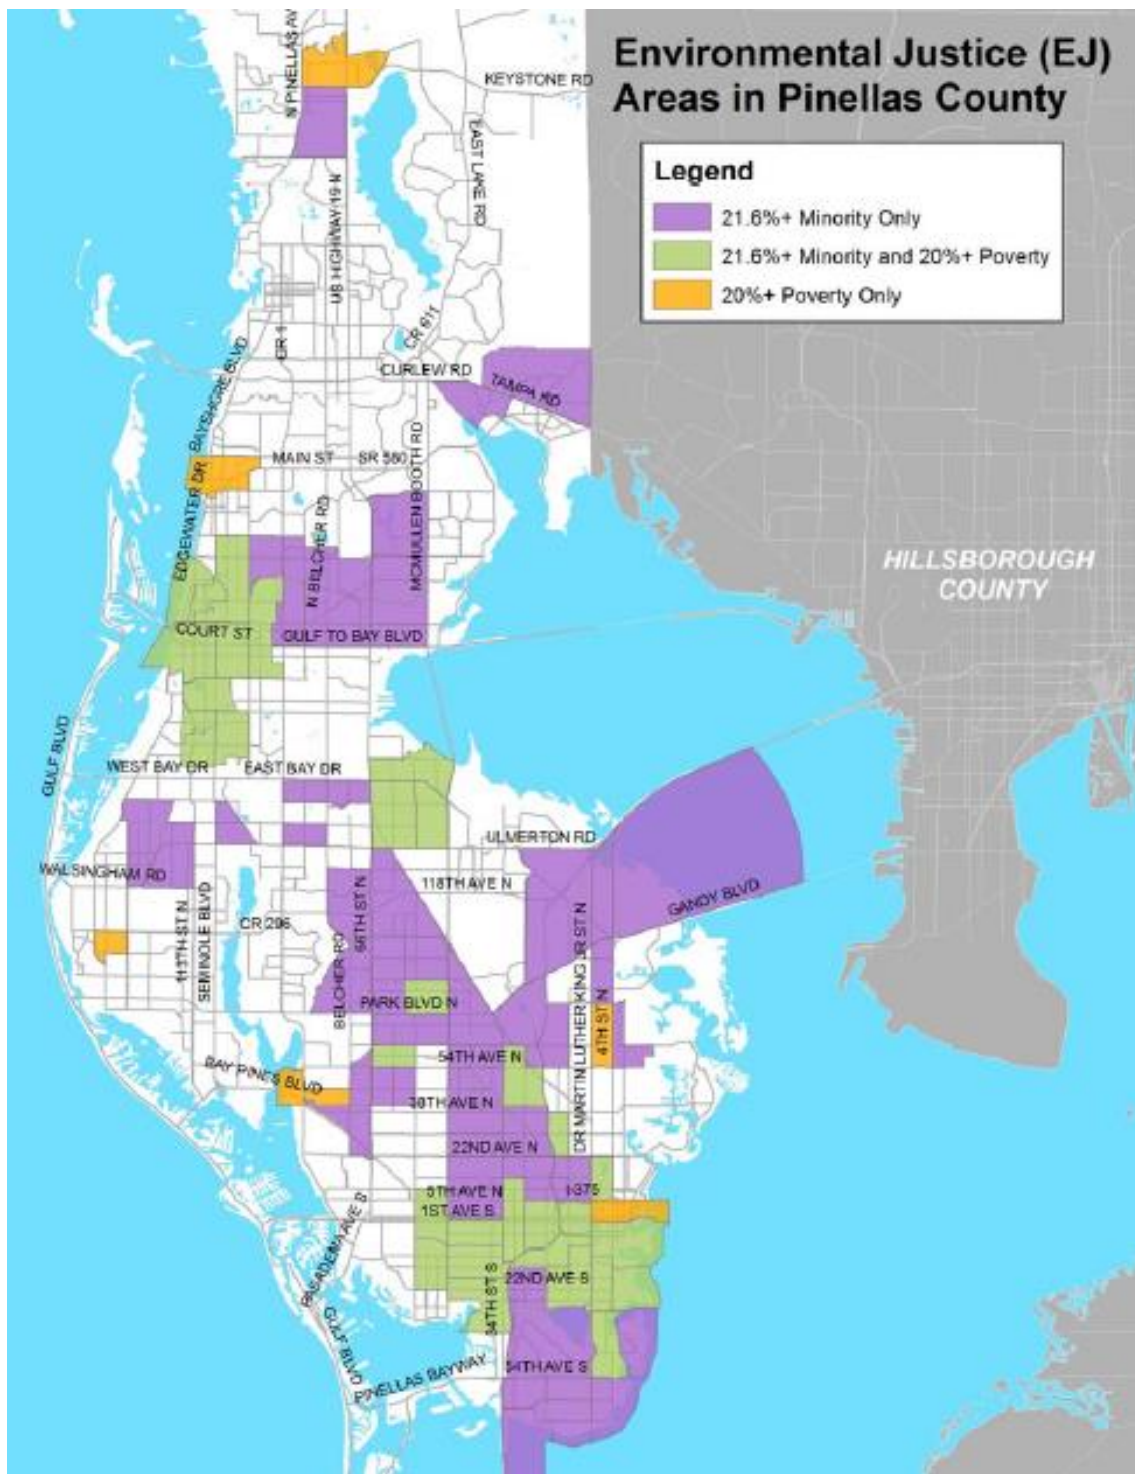 Environmental Justice (EJ)
Areas in Pinellas County
Legend
21.6%+ Minority Only
21.6%+ Minority and 20%+ Poverty
20%+ Poverty Only
N PINELLAS AV
KEYSTONE RD
EAST LAKE RD
US HIGHWAY 19 N
CR 611
CR 1
CURLEW RD
TAMPA RD
BAYSHORE BLVD
MAIN ST
SR 580
MCMULLEN BOOTH RD
EDGEWATER DR
N BELCHER RD
HILLSBOROUGH
COUNTY
COURT ST
GULF TO BAY BLVD
GULF BLVD
WEST BAY DR
EAST BAY DR
ULMERTON RD
WALSINGHAM RD
118TH AVE N
GANDY BLVD
113TH ST N
SEMINOLE BLVD
CR 296
BELCHER RD
66TH ST N
DR MARTIN LUTHER KING JR ST N
4TH ST N
PARK BLVD N
54TH AVE N
BAY PINES BLVD
38TH AVE N
22ND AVE N
5TH AVE N
I-375
1ST AVE S
PASADENA AVE S
22ND AVE S
34TH ST S
GULF BLVD
54TH AVE S
PINELLAS BAYWAY